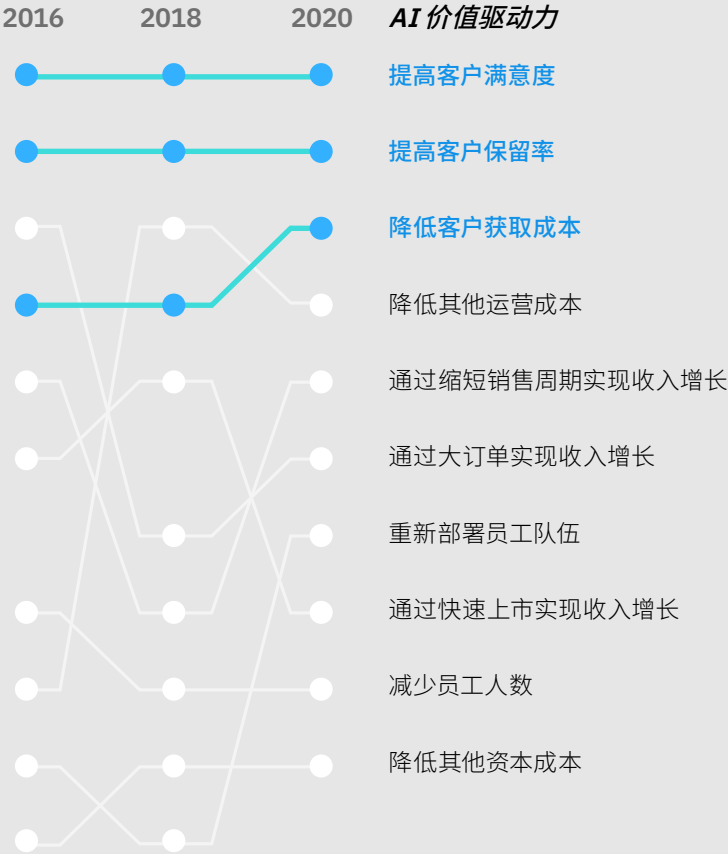 2016 2018 2020 AI 价值驱动力
提高客户满意度
提高客户保留率
降低客户获取成本
降低其他运营成本
通过缩短销售周期实现收入增长
通过大订单实现收入增长
重新部署员工队伍
通过快速上市实现收入增长
减少员工人数
降低其他资本成本